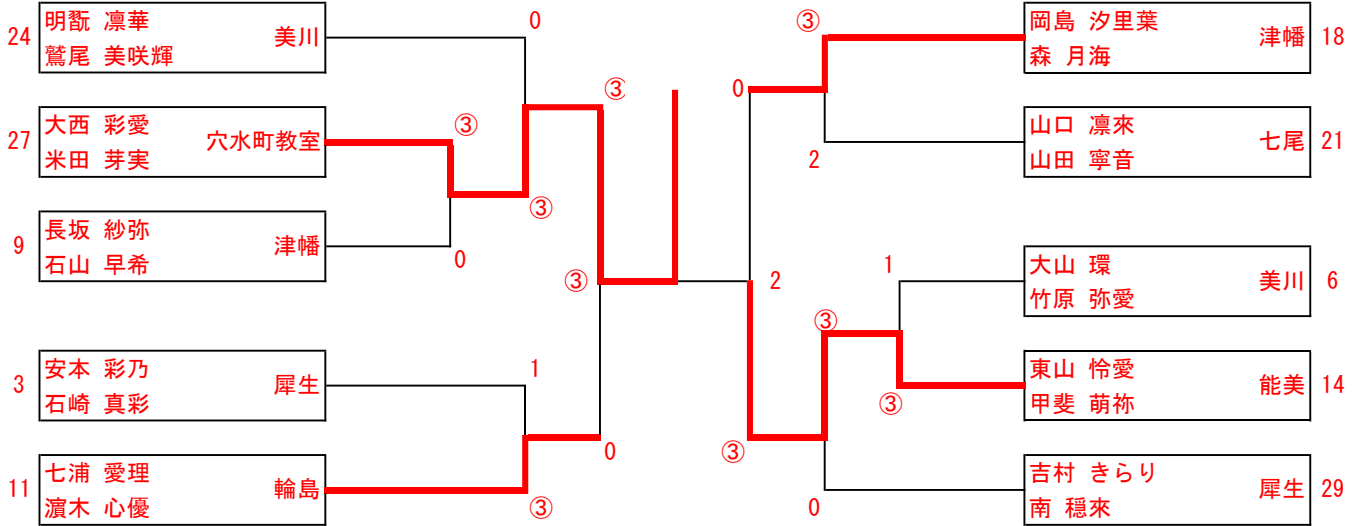 24
明翫 凛華
鷲尾 美咲輝
美川
0
27
大西 彩愛
米田 芽実
穴水町教室
③
③
9
長坂 紗弥
石山 早希
津幡
0
③
③
3
安本 彩乃
石崎 真彩
犀生
1
11
七浦 愛理
濵木 心優
輪島
③
0
③
岡島 汐里葉
森 月海
津幡
18
0
山口 凛來
山田 寧音
七尾
21
2
2
1
大山 環
竹原 弥愛
美川
6
③
東山 怜愛
甲斐 萌祢
能美
14
③
③
吉村 きらり
南 穏來
犀生
29
0